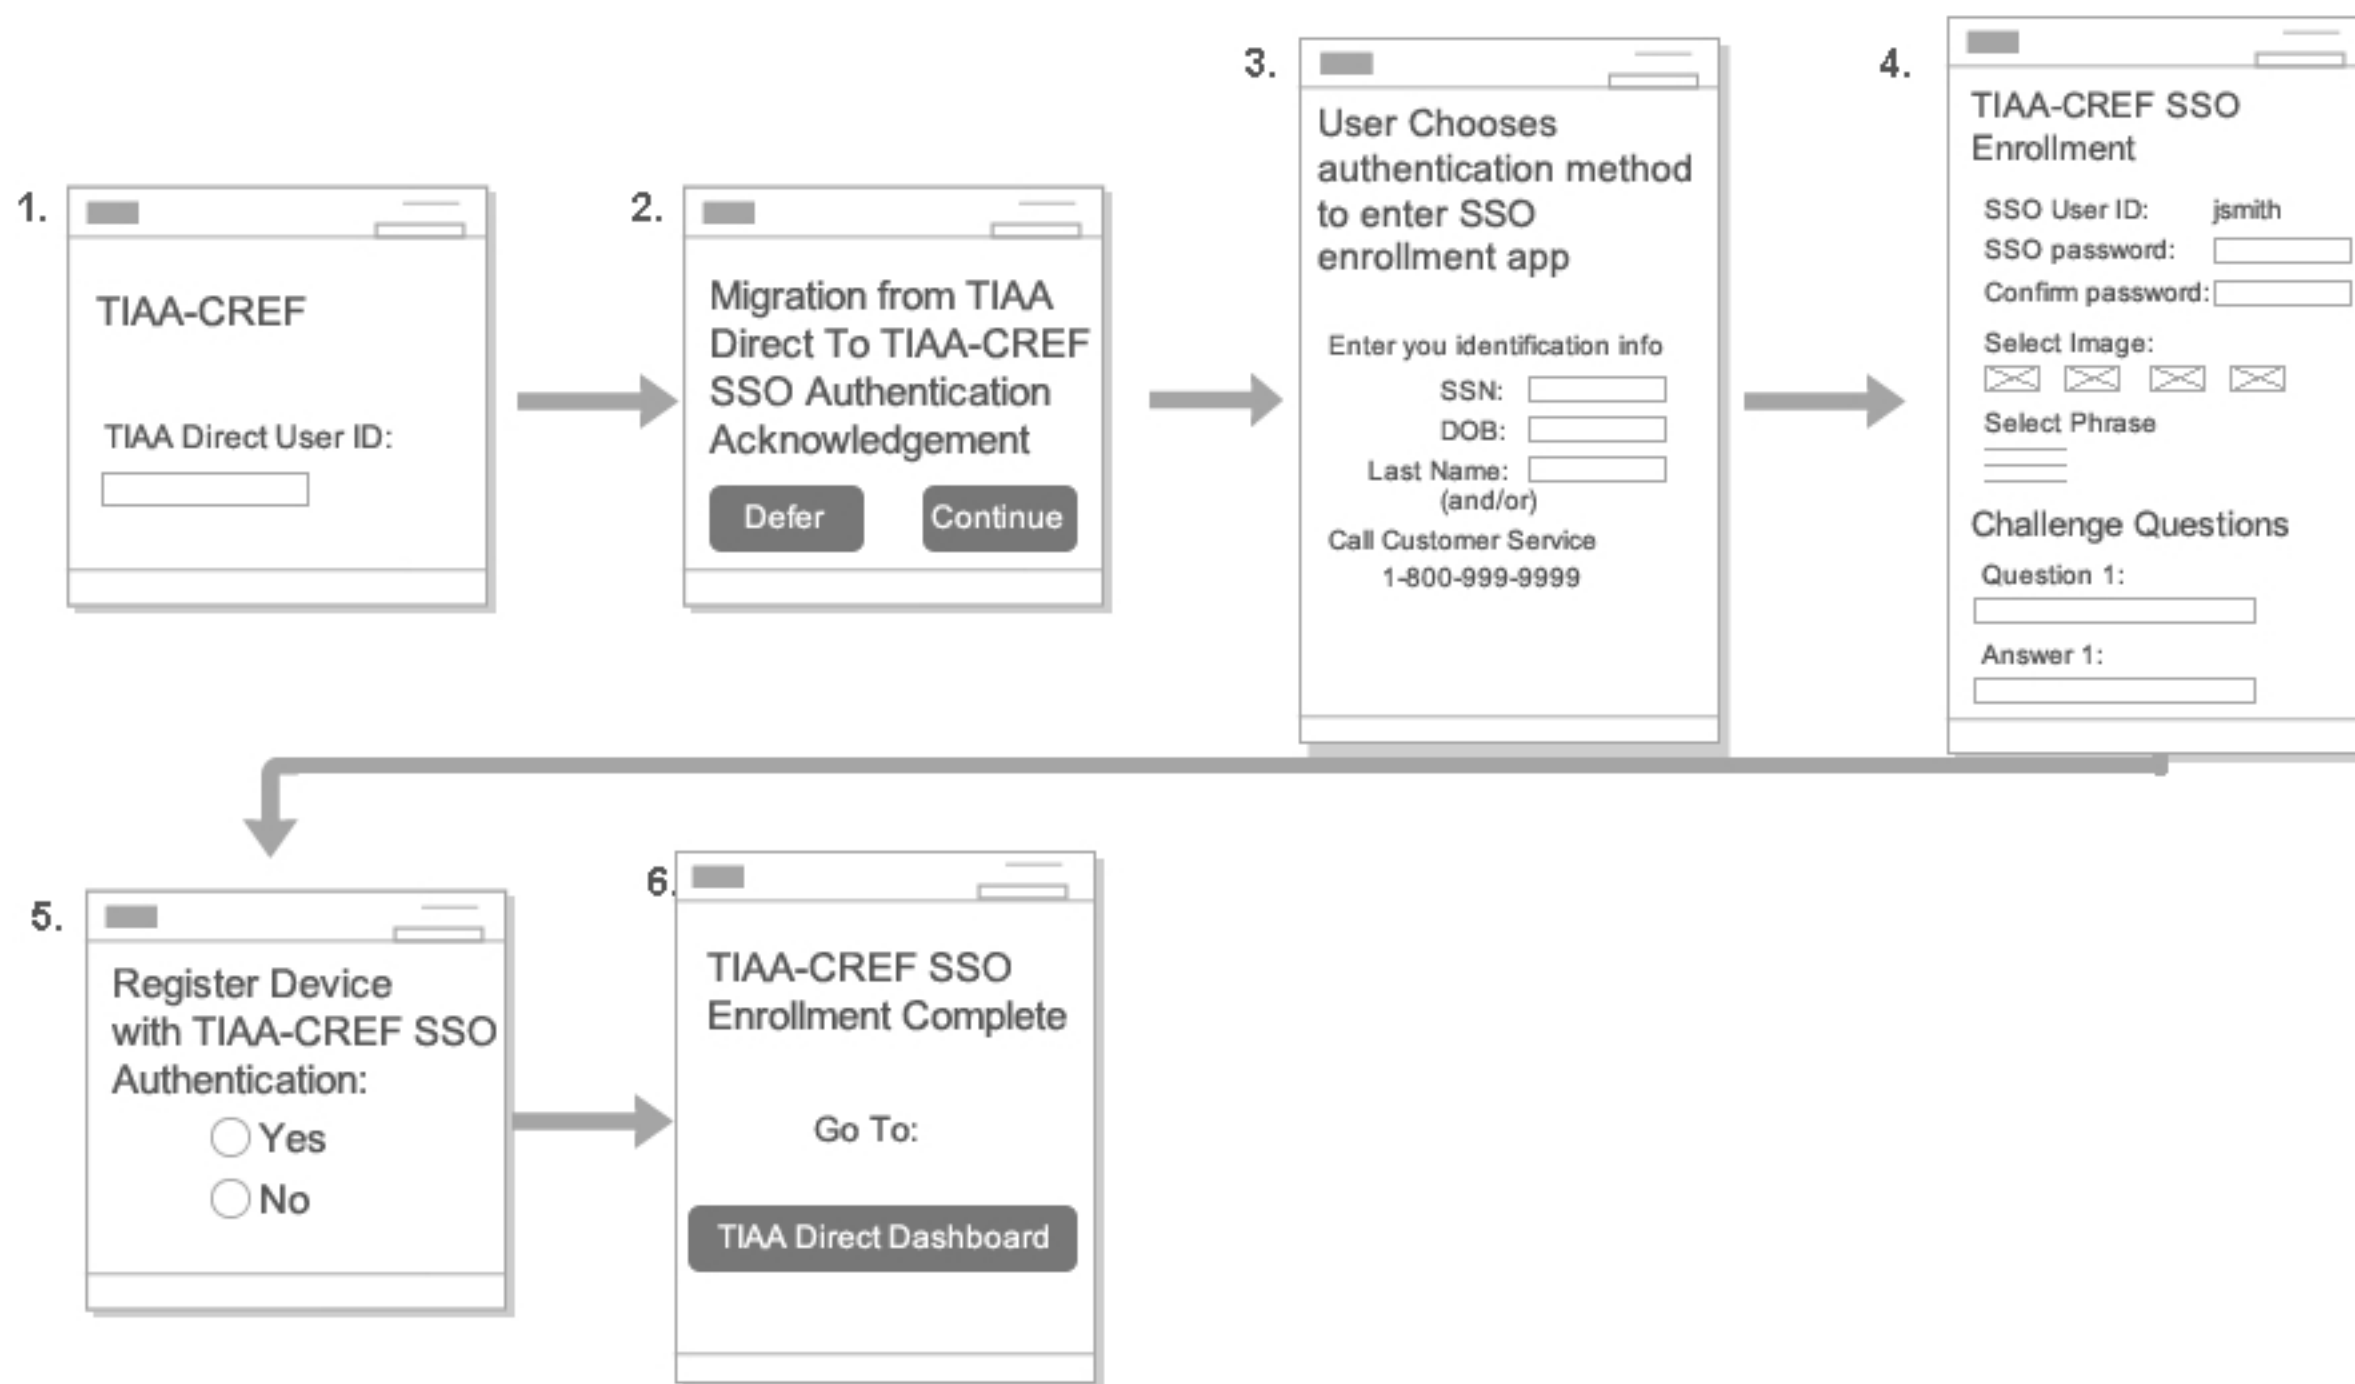 1.
TIAA-CREF
TIAA Direct User ID:
2.
Migration from TIAA
Direct To TIAA-CREF
SSO Authentication
Acknowledgement
Defer
Continue
3.
User Chooses
authentication method
to enter SSO
enrollment app
Enter you identification info
SSN:
DOB:
Last Name:
(and/or)
Call Customer Service
1-800-999-9999
4.
TIAA-CREF SSO
Enrollment
SSO User ID: jsmith
SSO password:
Confirm password:
Select Image:
Select Phrase
Challenge Questions
Question 1:
Answer 1:
5.
Register Device
with TIAA-CREF SSO
Authentication:
Yes
No
6.
TIAA-CREF SSO
Enrollment Complete
Go To:
TIAA Direct Dashboard